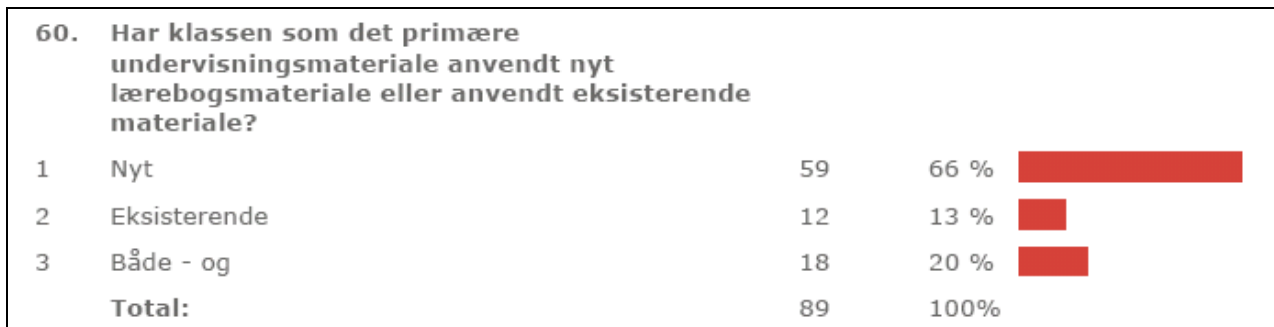 60. Har klassen som det primære
undervisningsmateriale anvendt nyt
lærebogsmateriale eller anvendt eksisterende
materiale?
1 Nyt 59 66 %
2 Eksisterende 12 13 %
3 Både - og 18 20 %
Total: 89 100%